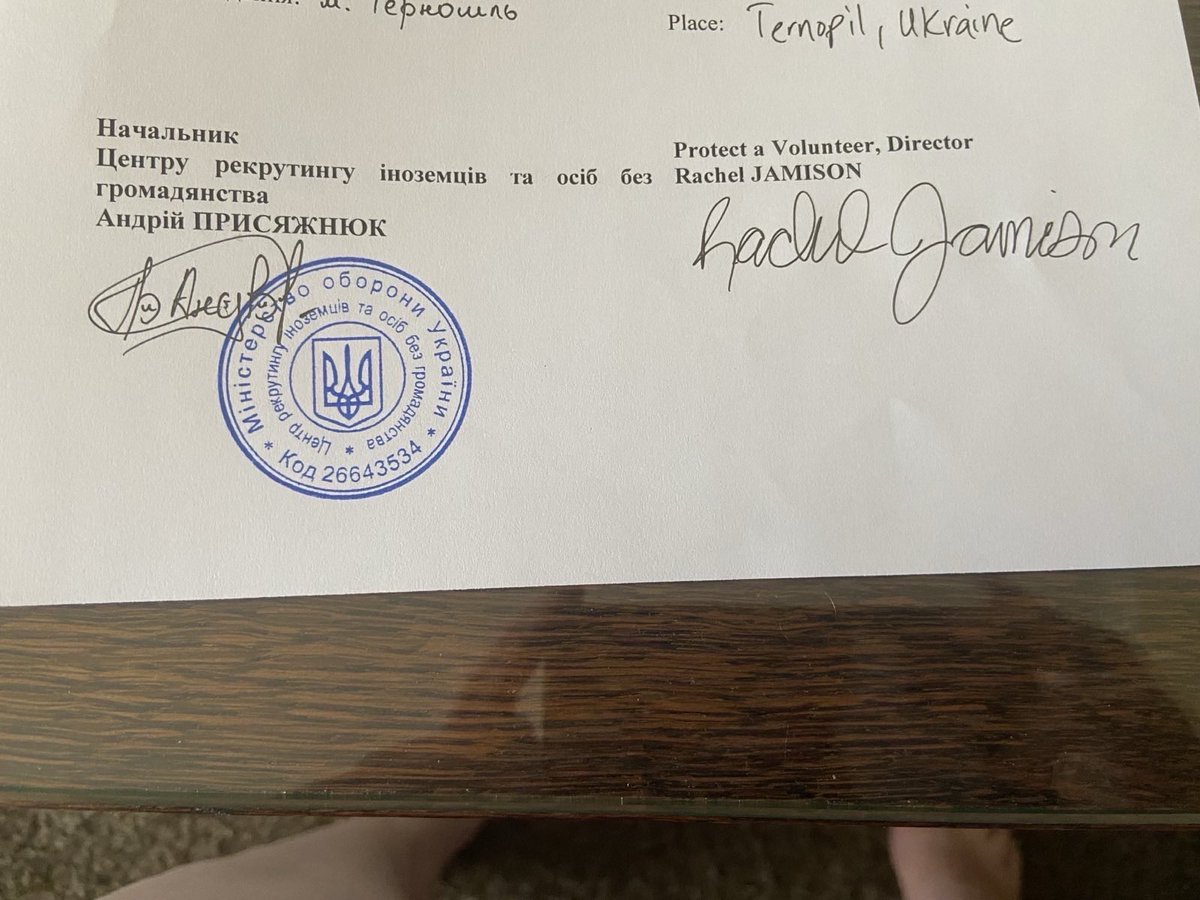 м. Тернопіль
Place: Ternopil, Ukraine
Начальник
Центру рекрутингу іноземців та осіб без
громадянства
Андрій ПРИСЯЖНЮК
Protect a Volunteer, Director
Rachel JAMISON
Rachel Jamison
Міністерство оборони України
Центр рекрутингу іноземців та осіб без громадянства
* Код 26643534 *